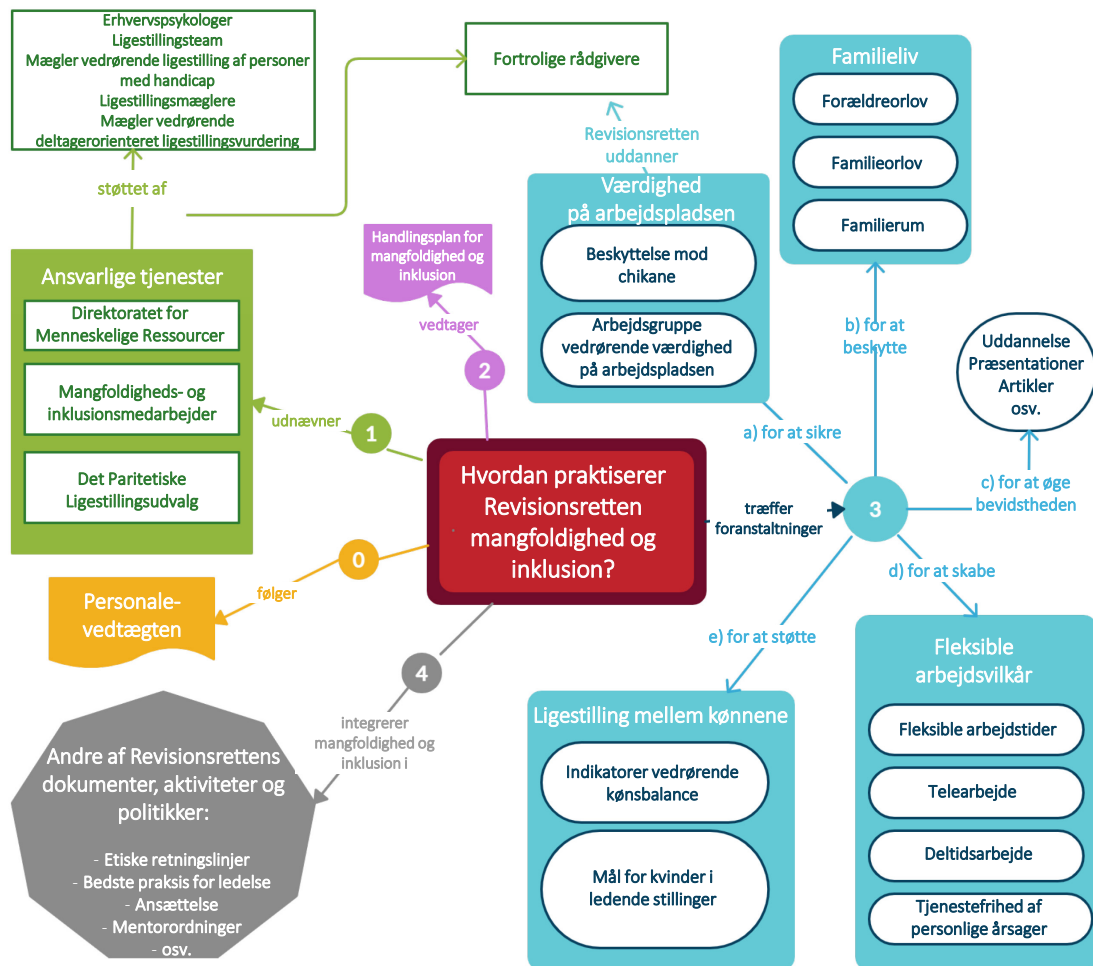 Erhvervspsykologer
Ligestillingsteam
Mægler vedrørende ligestilling af personer
med handicap
Ligestillingsmæglere
Mægler vedrørende
deltagerorienteret ligestillingsvurdering
Fortrolige rådgivere
støttet af
Revisionsretten
uddanner
Familieliv
Forældreorlov
Familieorlov
Familierum
Værdighed
på arbejdspladsen
Beskyttelse mod
chikane
Arbejdsgruppe
vedrørende værdighed
på arbejdspladsen
Handlingsplan for
mangfoldighed og
inklusion
vedtager
2
Ansvarlige tjenester
Direktoratet for
Menneskelige Ressourcer
Mangfoldigheds- og
inklusionsmedarbejder
Det Paritetiske
Ligestillingsudvalg
udnævner
1
b) for at
beskytte
Uddannelse
Præsentationer
Artikler
osv.
a) for at sikre
c) for at øge
bevidstheden
Hvordan praktiserer
Revisionsretten
mangfoldighed og
inklusion?
træffer
foranstaltninger
3
0
følger
Personale-
vedtægten
d) for at skabe
e) for at støtte
4
integrerer
mangfoldighed og
inklusion i
Andre af Revisionsrettens
dokumenter, aktiviteter og
politikker:
- Etiske retningslinjer
- Bedste praksis for ledelse
- Ansættelse
- Mentorordninger
- osv.
Ligestilling mellem kønnene
Indikatorer vedrørende
kønsbalance
Mål for kvinder i
ledende stillinger
Fleksible
arbejdsvilkår
Fleksible arbejdstider
Telearbejde
Deltidsarbejde
Tjenestefrihed af
personlige årsager